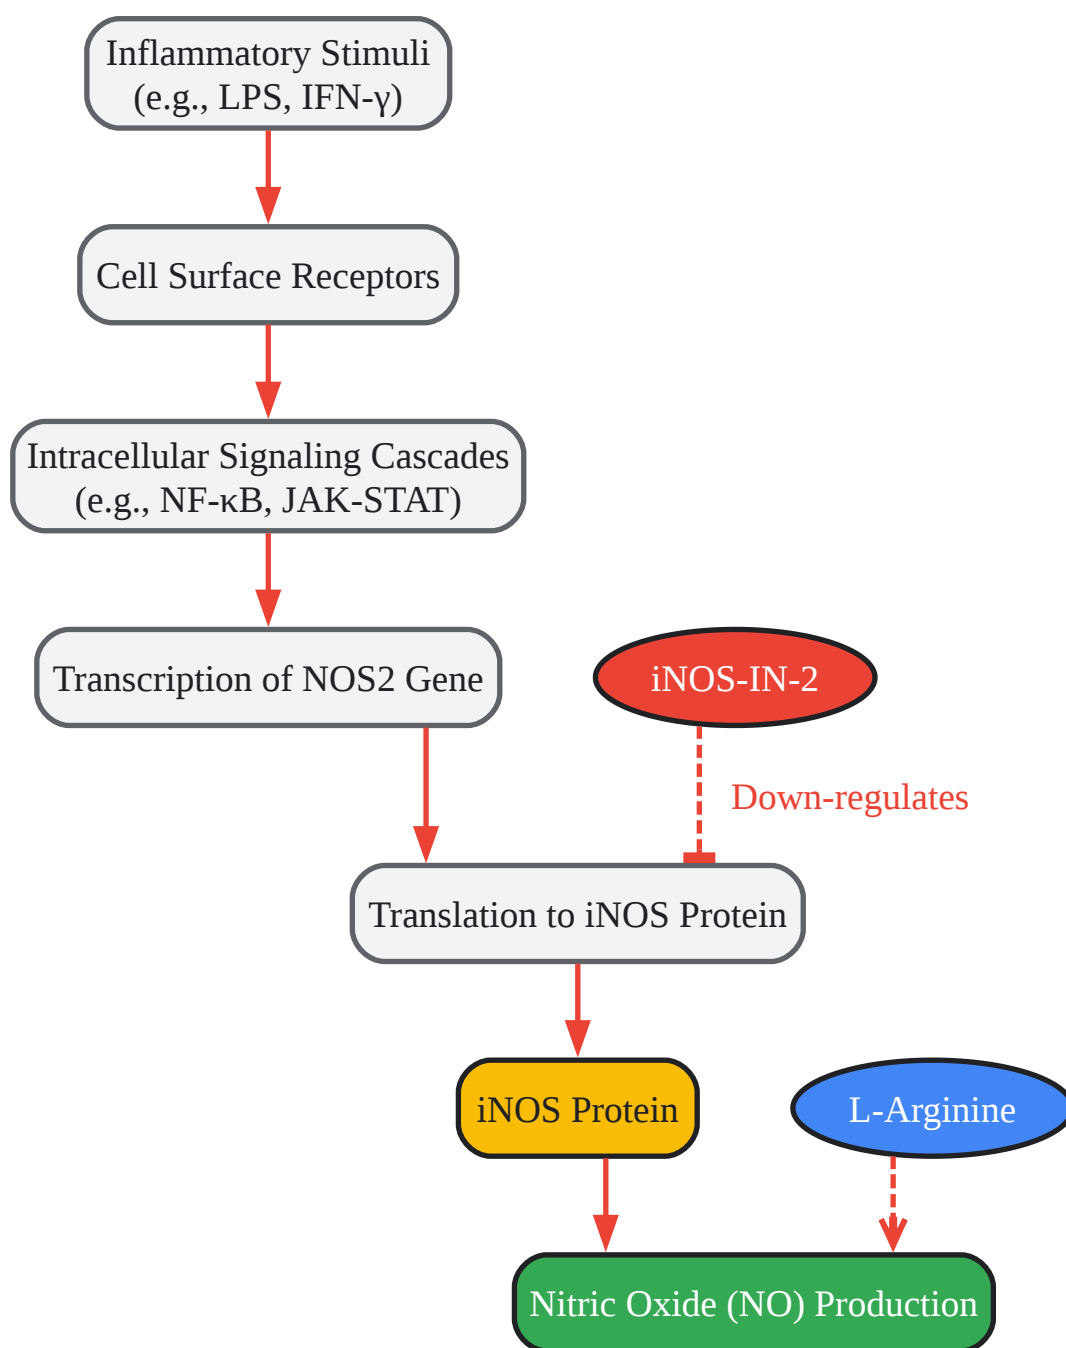 Inflammatory Stimuli
(e.g., LPS, IFN-γ)
Cell Surface Receptors
Intracellular Signaling Cascades
(e.g., NF-κB, JAK-STAT)
Transcription of NOS2 Gene
iNOS-IN-2
Down-regulates
Translation to iNOS Protein
iNOS Protein
L-Arginine
Nitric Oxide (NO) Production